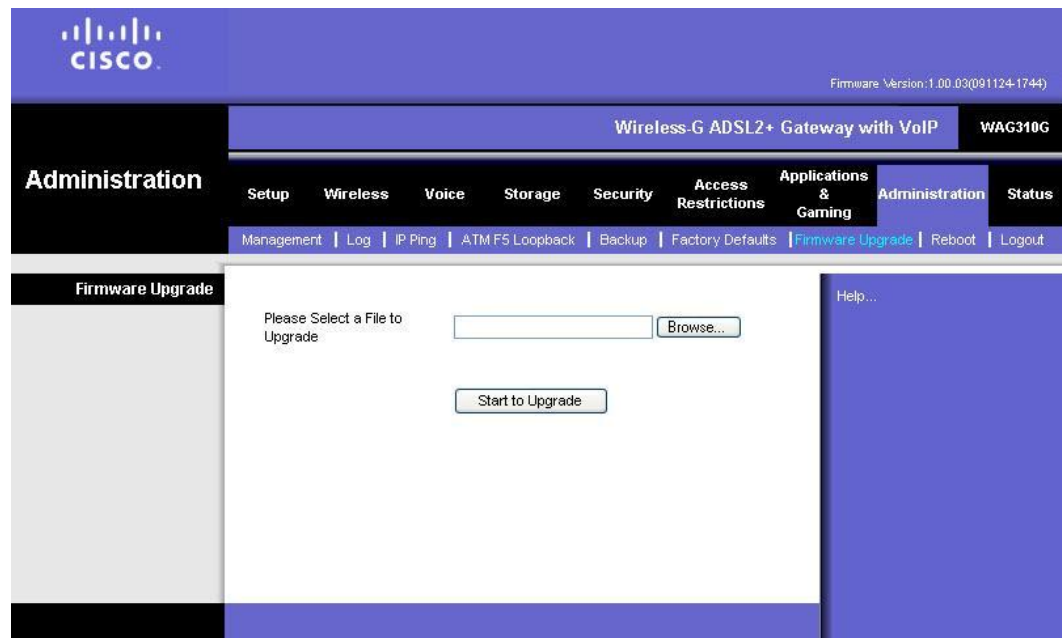 CISCO.
Firmware Version:1.00.03(091124-1744)
Wireless-G ADSL2+ Gateway with VoIP WAG310G
Administration
Setup Wireless Voice Storage Security Access Restrictions Applications & Gaming Administration Status
Management | Log | IP Ping | ATM F5 Loopback | Backup | Factory Defaults | Firmware Upgrade | Reboot | Logout
Firmware Upgrade
Help...
Please Select a File to
Upgrade
Browse...
Start to Upgrade